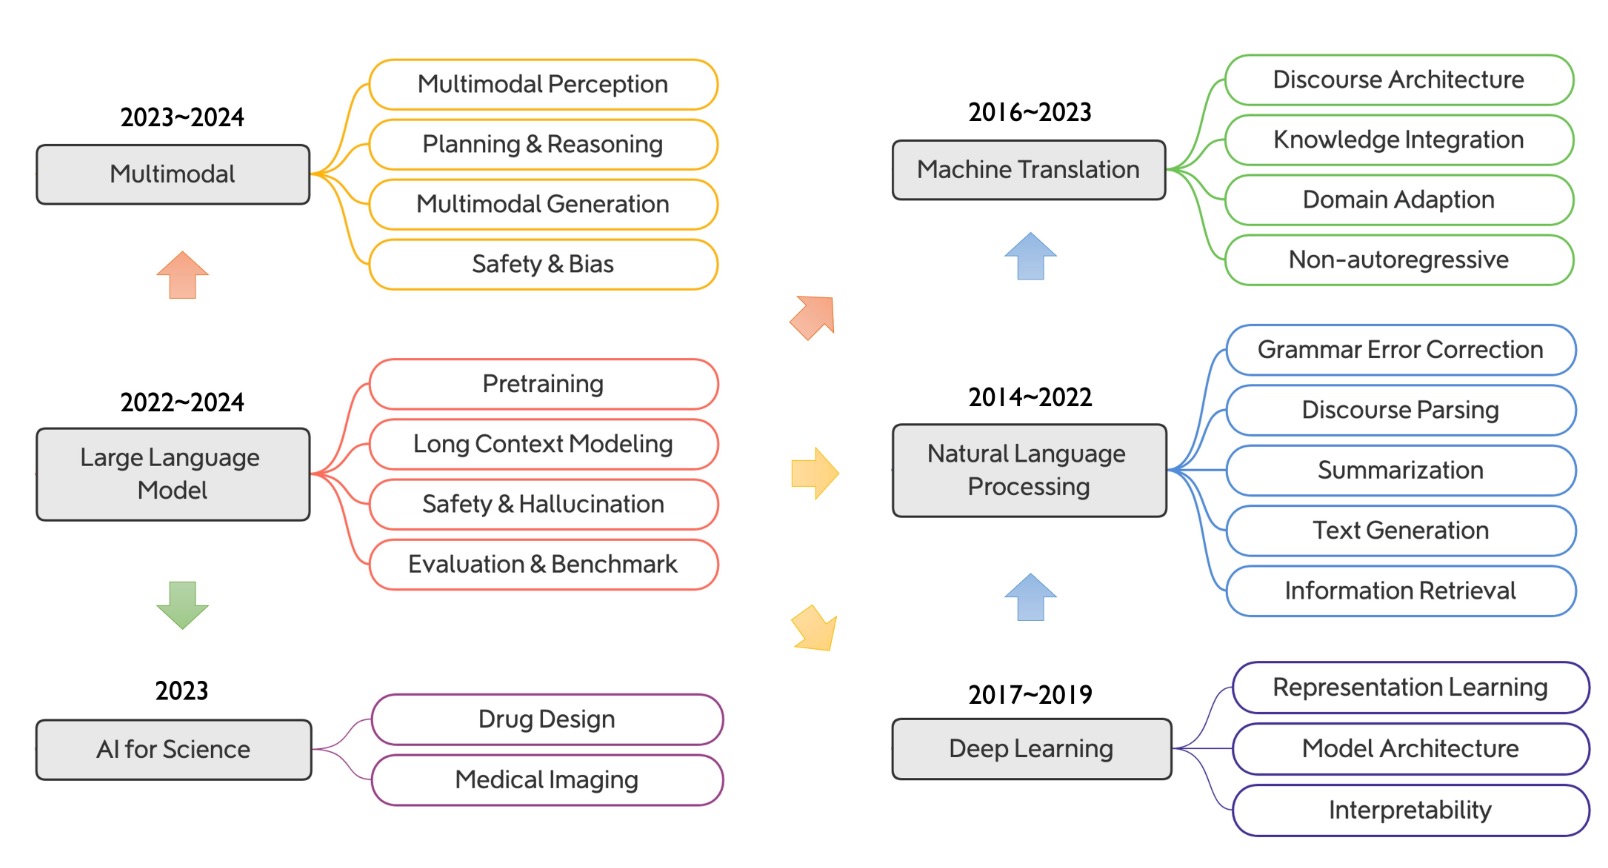 2023~2024
Multimodal
Multimodal Perception
Planning & Reasoning
Multimodal Generation
Safety & Bias
2022~2024
Large Language
Model
Pretraining
Long Context Modeling
Safety & Hallucination
Evaluation & Benchmark
2023
AI for Science
Drug Design
Medical Imaging
2016~2023
Machine Translation
Discourse Architecture
Knowledge Integration
Domain Adaption
Non-autoregressive
2014~2022
Natural Language
Processing
Grammar Error Correction
Discourse Parsing
Summarization
Text Generation
Information Retrieval
2017~2019
Deep Learning
Representation Learning
Model Architecture
Interpretability